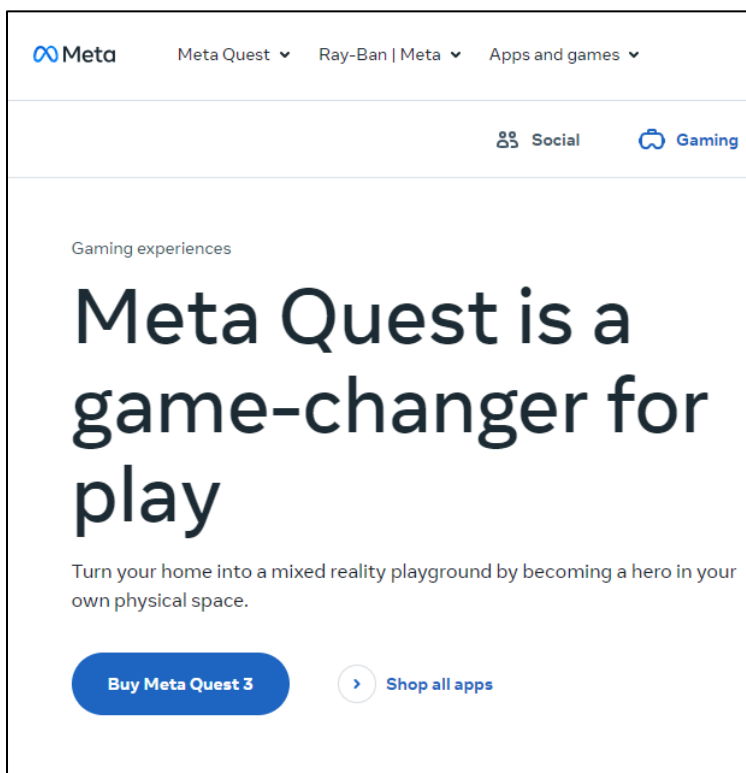 Meta Meta Quest Ray-Ban | Meta Apps and games
Social Gaming
Gaming experiences
Meta Quest is a
game-changer for
play
Turn your home into a mixed reality playground by becoming a hero in your
own physical space.
Buy Meta Quest 3 Shop all apps